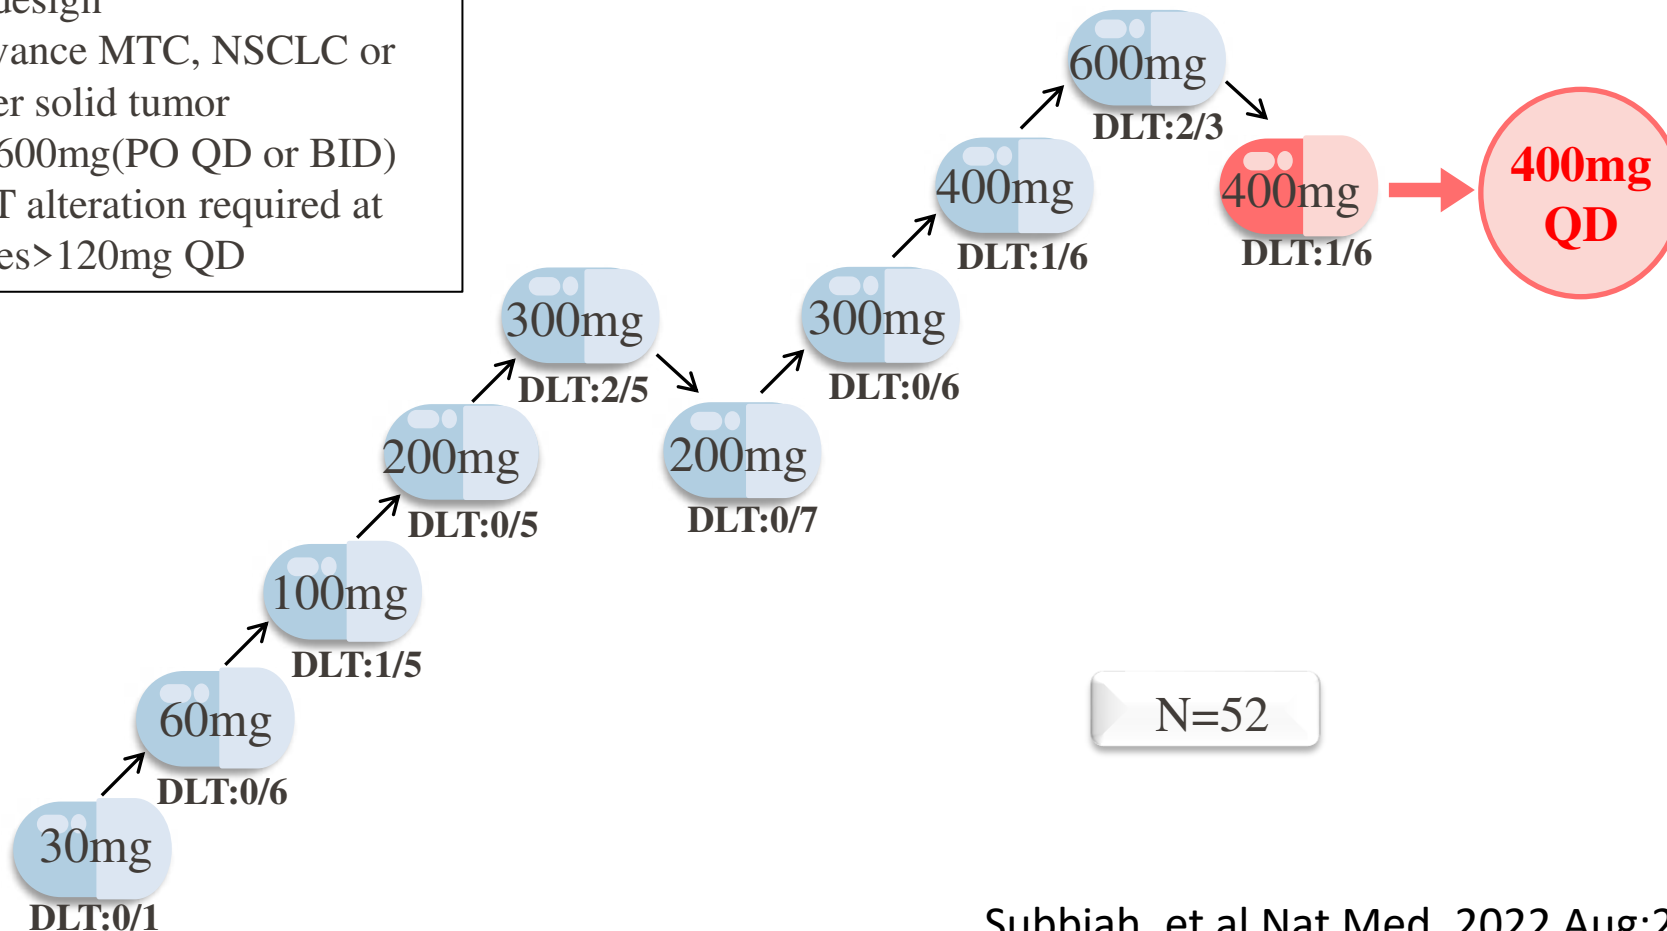 design
vance MTC, NSCLC or
er solid tumor
600mg(PO QD or BID)
T alteration required at
es>120mg QD
600mg
DLT:2/3
400mg
DLT:1/6
400mg
DLT:1/6
400mg
QD
300mg
DLT:2/5
300mg
DLT:0/6
200mg
DLT:0/5
200mg
DLT:0/7
100mg
DLT:1/5
60mg
DLT:0/6
30mg
DLT:0/1
N=52
Subbiah, et al Nat Med. 2022 Aug;2